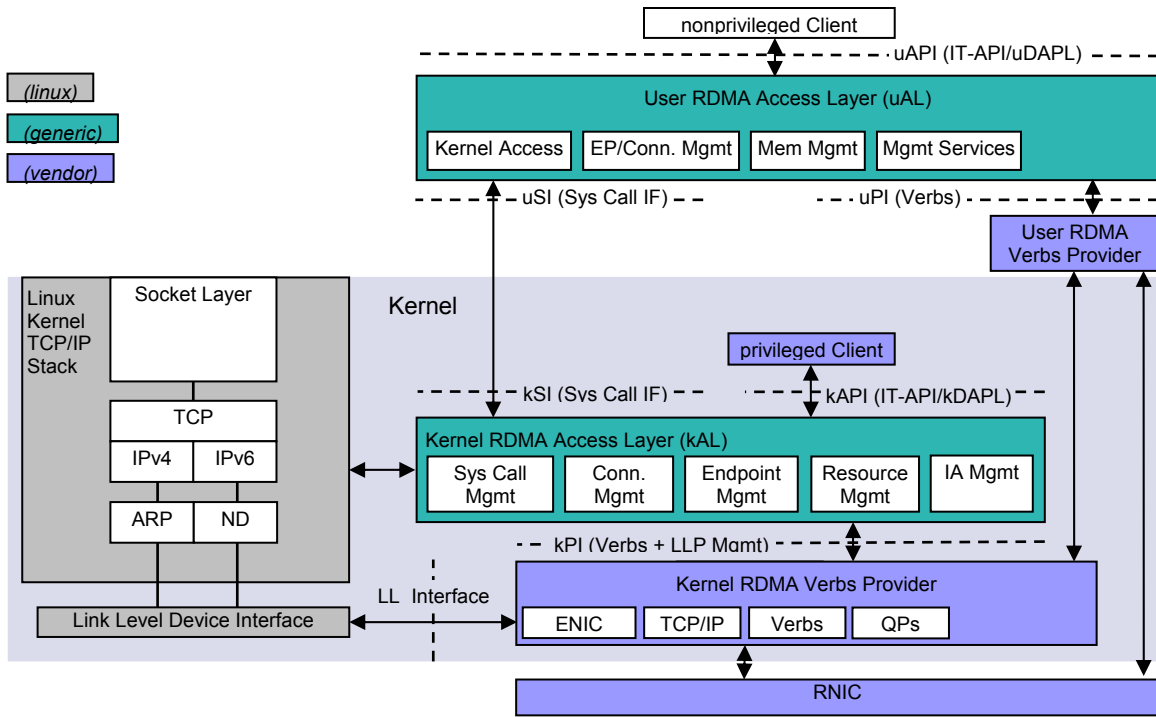 nonprivileged Client
uAPI (IT-API/uDAPL)
(linux)
(generic)
(vendor)
User RDMA Access Layer (uAL)
Kernel Access
EP/Conn. Mgmt
Mem Mgmt
Mgmt Services
uSI (Sys Call IF)
uPI (Verbs)
User RDMA
Verbs Provider
Linux
Kernel
TCP/IP
Stack
Socket Layer
Kernel
privileged Client
kSI (Sys Call IF)
kAPI (IT-API/kDAPL)
TCP
IPv4
IPv6
ARP
ND
Kernel RDMA Access Layer (kAL)
Sys Call
Mgmt
Conn.
Mgmt
Endpoint
Mgmt
Resource
Mgmt
IA Mgmt
kPI (Verbs + LLP Mgmt)
Kernel RDMA Verbs Provider
ENIC
TCP/IP
Verbs
QPs
LL Interface
Link Level Device Interface
RNIC